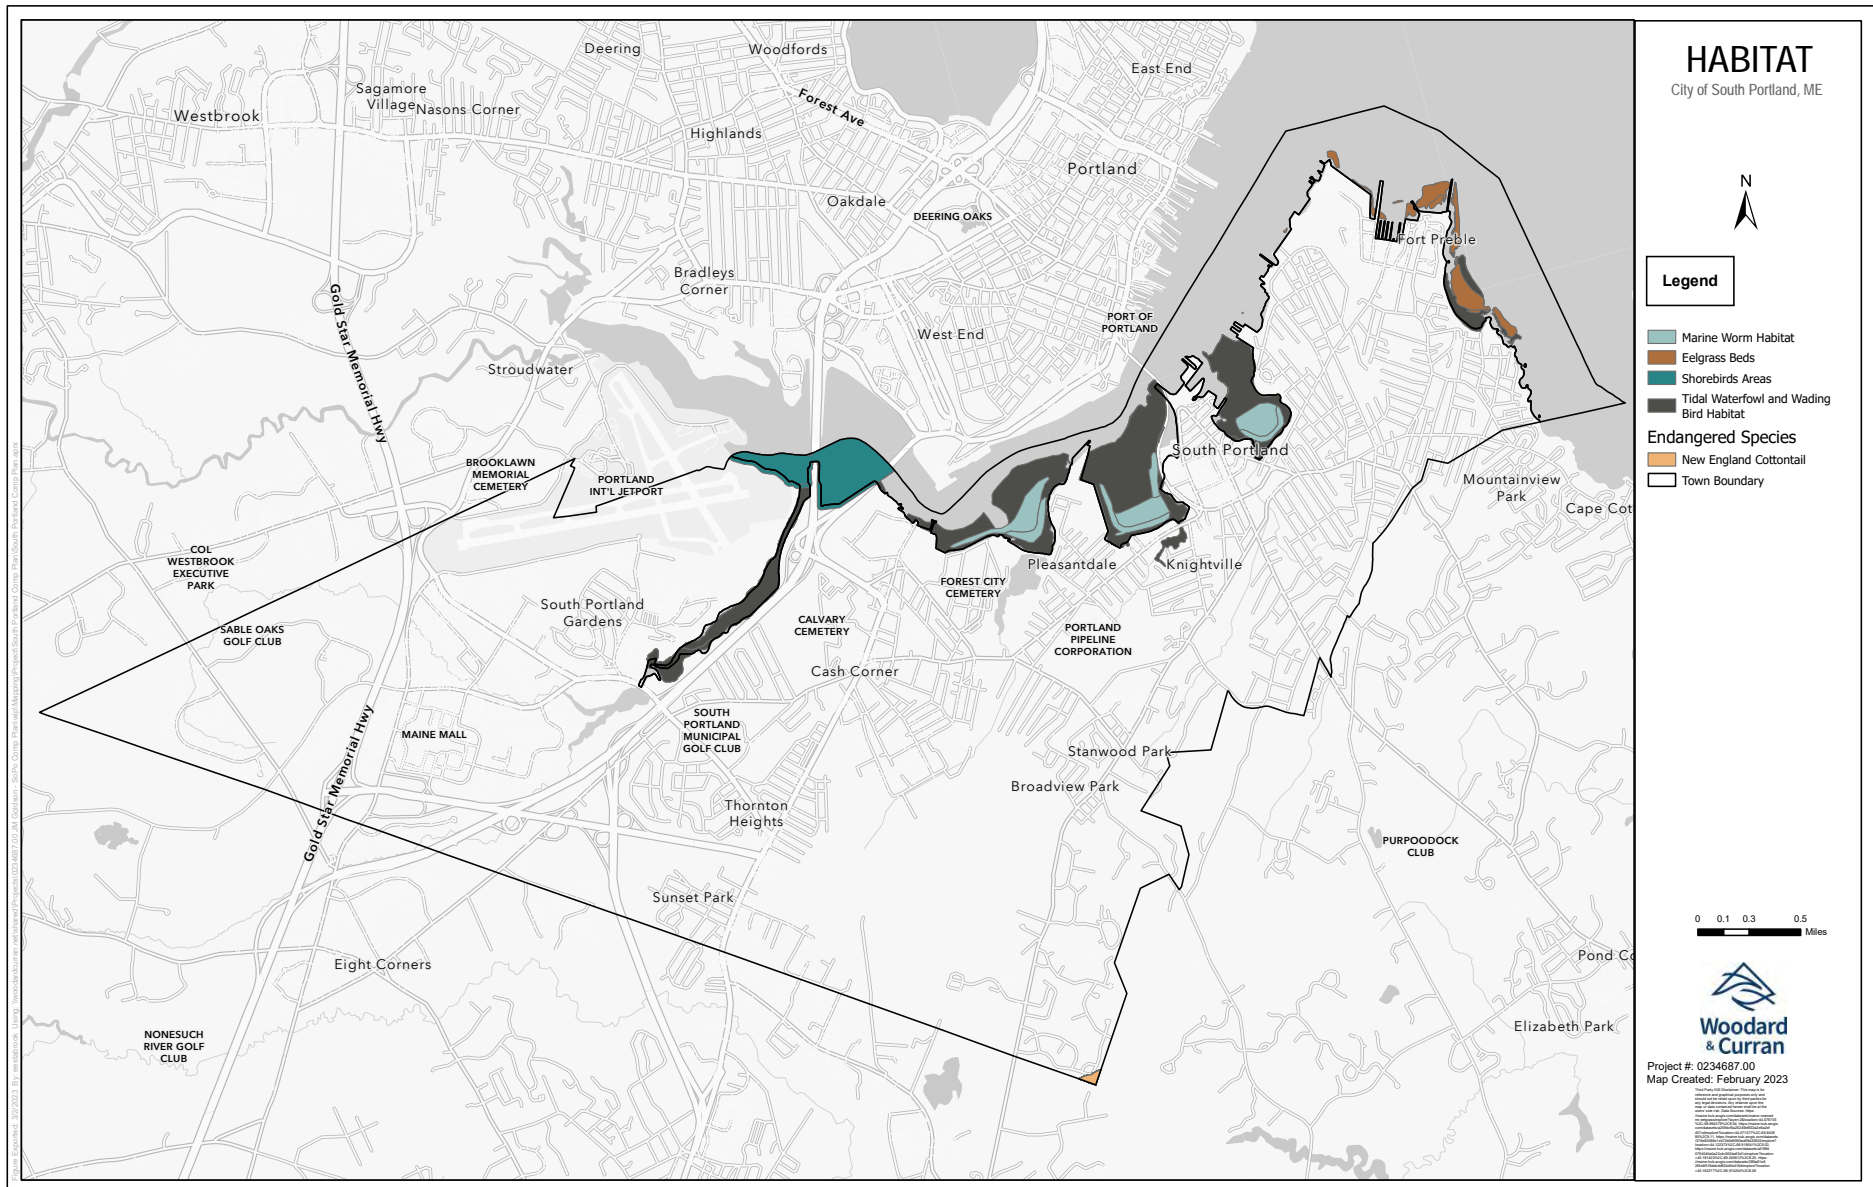 HABITAT
City of South Portland, ME
N
Legend
Marine Worm Habitat
Eelgrass Beds
Shorebirds Areas
Tidal Waterfowl and Wading
Bird Habitat
Endangered Species
New England Cottontail
Town Boundary
0 0.1 0.3 0.5
Miles
Woodard
& Curran
Project #: 0234687.00
Map Created: February 2023
Deering
Woodfords
East End
Sagamore
Village
Nasons Corner
Westbrook
Forest Ave
Highlands
Portland
Oakdale
DEERING OAKS
Fort Preble
Bradleys
Corner
Gold Star Memorial Hwy
West End
PORT OF
PORTLAND
Stroudwater
BROOKLAWN
MEMORIAL
CEMETERY
PORTLAND
INT'L JETPORT
South Portland
Mountainview
Park
Cape Cot
COL
WESTBROOK
EXECUTIVE
PARK
Pleasantdale
Knightville
FOREST CITY
CEMETERY
South Portland
Gardens
CALVARY
CEMETERY
SABLE OAKS
GOLF CLUB
PORTLAND
PIPELINE
CORPORATION
Cash Corner
SOUTH
PORTLAND
MUNICIPAL
GOLF CLUB
MAINE MALL
Gold Star Memorial Hwy
Stanwood Park
Broadview Park
Thornton
Heights
PURPOODOCK
CLUB
Sunset Park
Eight Corners
Pond Co
NONESUCH
RIVER GOLF
CLUB
Elizabeth Park